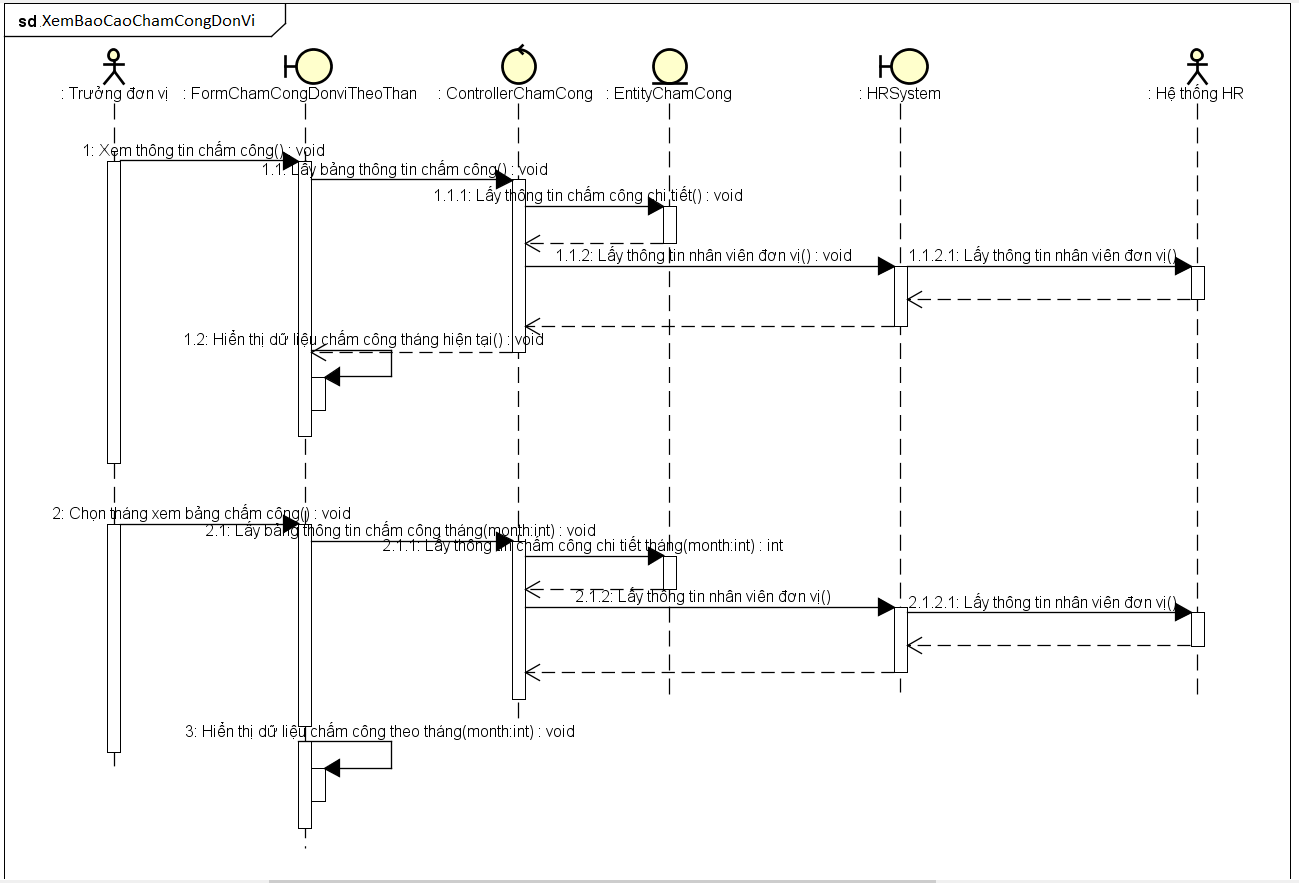 sd XemBaoCaoChamCongDonVi
: Trưởng đơn vị
: FormChamCongDonviTheoThan
: ControllerChamCong
: EntityChamCong
: HRSystem
: Hệ thống HR
1: Xem thông tin chấm công() : void
1.1: Lấy bảng thông tin chấm công() : void
1.1.1: Lấy thông tin chấm công chi tiết() : void
1.1.2: Lấy thông tin nhân viên đơn vị() : void
1.1.2.1: Lấy thông tin nhân viên đơn vị()
1.2: Hiển thị dữ liệu chấm công tháng hiện tại() : void
2: Chọn tháng xem bảng chấm công() : void
2.1: Lấy bảng thông tin chấm công tháng(month:int) : void
2.1.1: Lấy thông tin chấm công chi tiết tháng(month:int) : int
2.1.2: Lấy thông tin nhân viên đơn vị()
2.1.2.1: Lấy thông tin nhân viên đơn vị()
3: Hiển thị dữ liệu chấm công theo tháng(month:int) : void